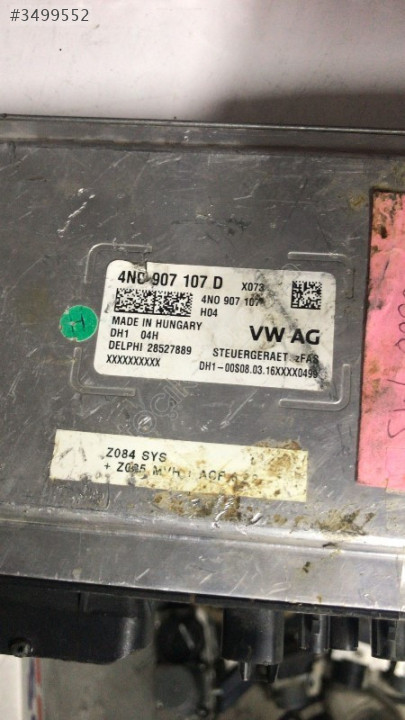 #3499552
4N0 907 107 D X073
4N0 907 107
H04
MADE IN HUNGARY
DH1 04H
DELPHI 28527889
XXXXXXXXXX
VW AG
STEUERGERAET zFAS
DH1-00S08.03.16XXXX0499
H
Z084 SYS